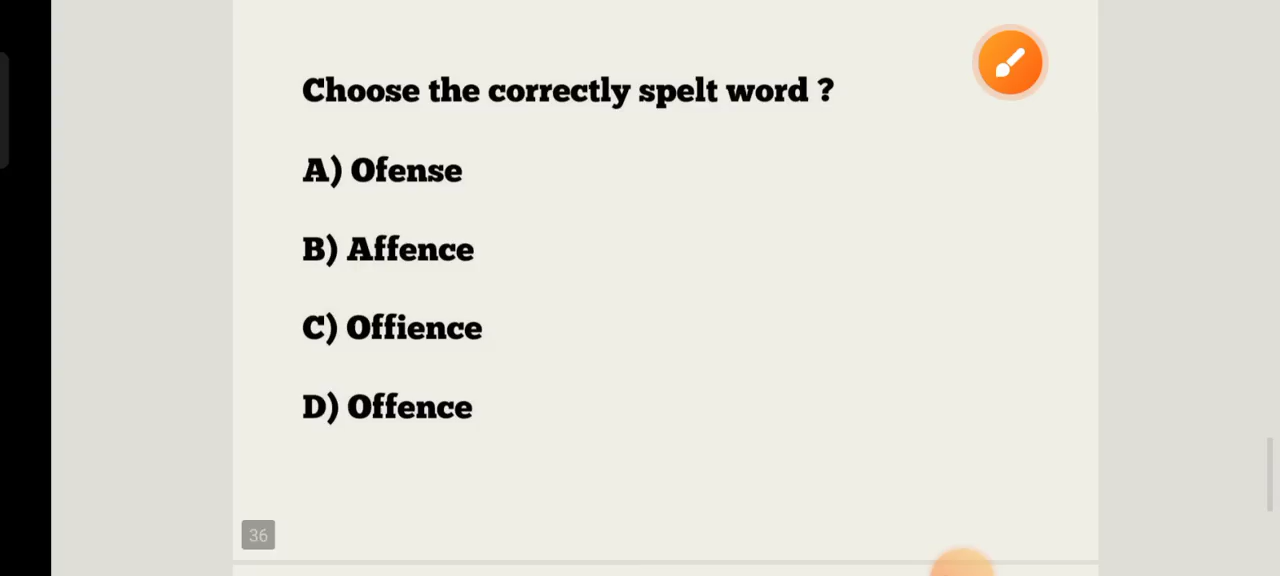 Choose the correctly spelt word ?
A) Ofense
B) Affence
C) Offience
D) Offence
36